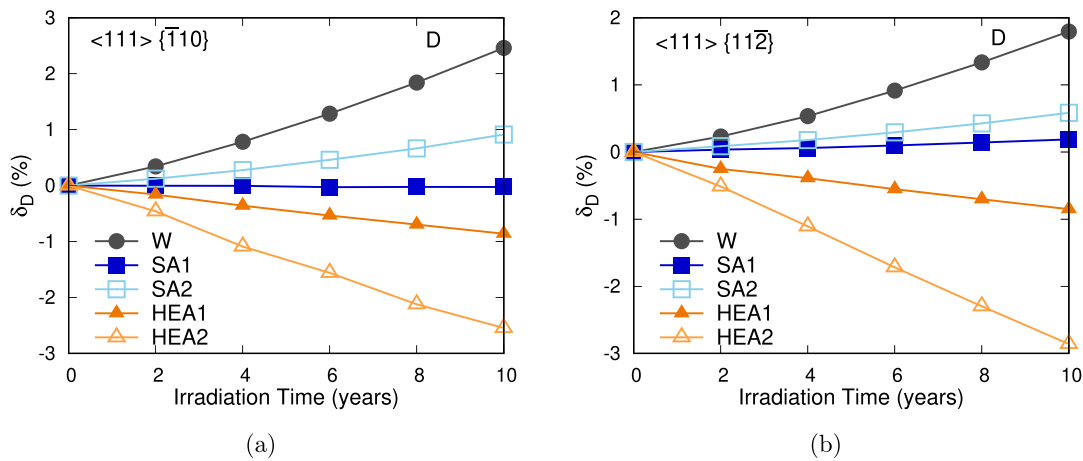 <111> {1̅10}
D
3
2
1
0
-1
-2
-3
δD (%)
W
SA1
SA2
HEA1
HEA2
0 2 4 6 8 10
Irradiation Time (years)
(a)
<111> {112̅}
D
2
1
0
-1
-2
-3
δD (%)
W
SA1
SA2
HEA1
HEA2
0 2 4 6 8 10
Irradiation Time (years)
(b)